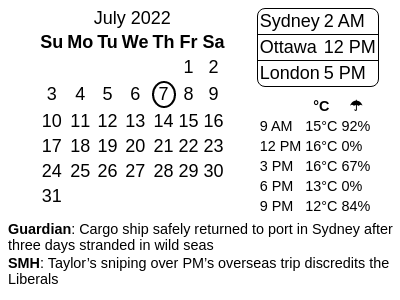 July 2022
Su Mo Tu We Th Fr Sa
1 2
3 4 5 6 7 8 9
10 11 12 13 14 15 16
17 18 19 20 21 22 23
24 25 26 27 28 29 30
31
Sydney 2 AM
Ottawa 12 PM
London 5 PM
°C ☂
9 AM 15°C 92%
12 PM 16°C 0%
3 PM 16°C 67%
6 PM 13°C 0%
9 PM 12°C 84%
Guardian: Cargo ship safely returned to port in Sydney after
three days stranded in wild seas
SMH: Taylor’s sniping over PM’s overseas trip discredits the
Liberals